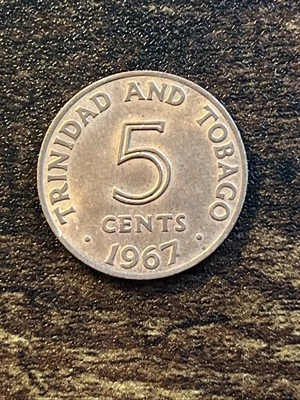 TRINIDAD AND TOBAGO
5
CENTS
· 1967 ·